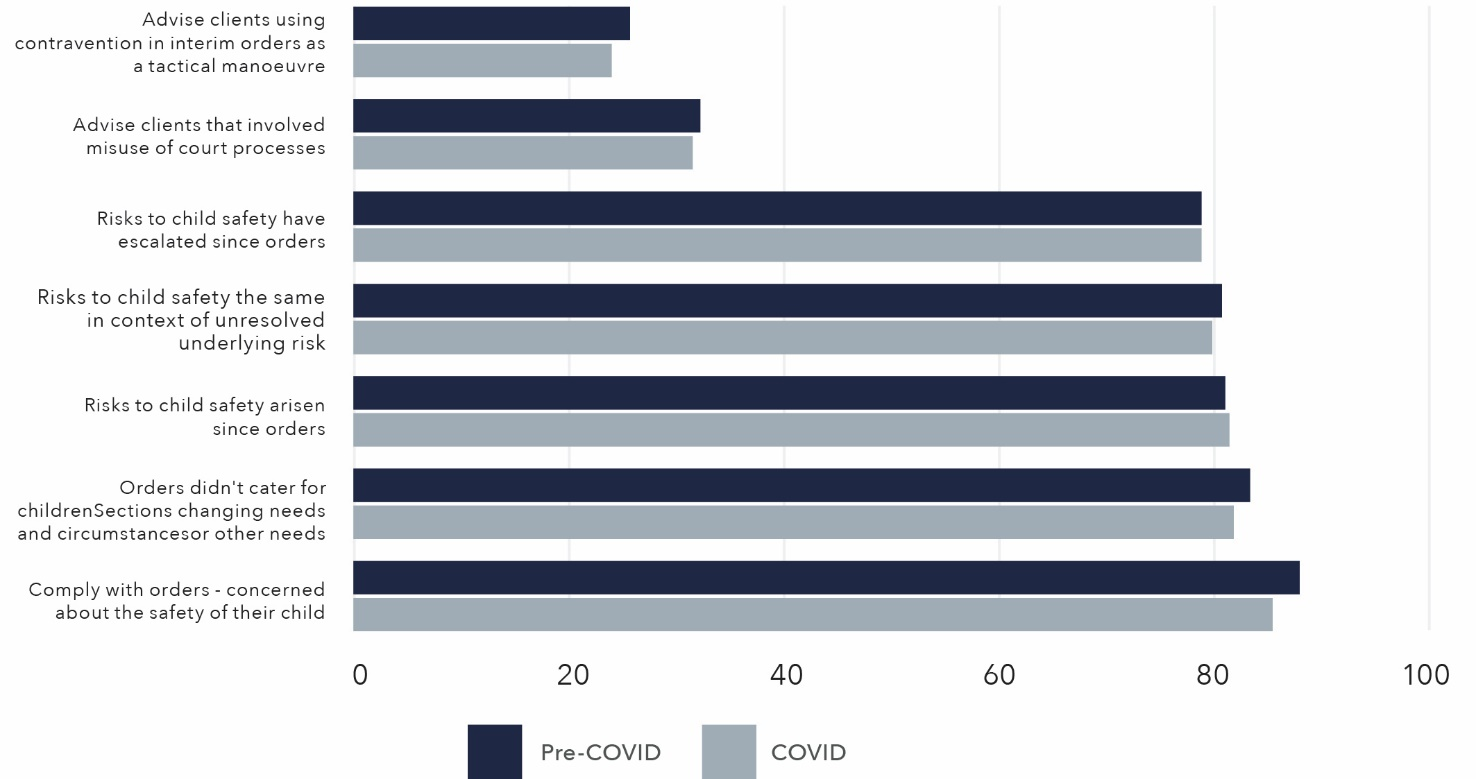 Advise clients using
contravention in interim orders as
a tactical manoeuvre
Advise clients that involved
misuse of court processes
Risks to child safety have
escalated since orders
Risks to child safety the same
in context of unresolved
underlying risk
Risks to child safety arisen
since orders
Orders didn't cater for
childrenSections changing needs
and circumstancesor other needs
Comply with orders - concerned
about the safety of their child
0 20 40 60 80 100
Pre-COVID COVID